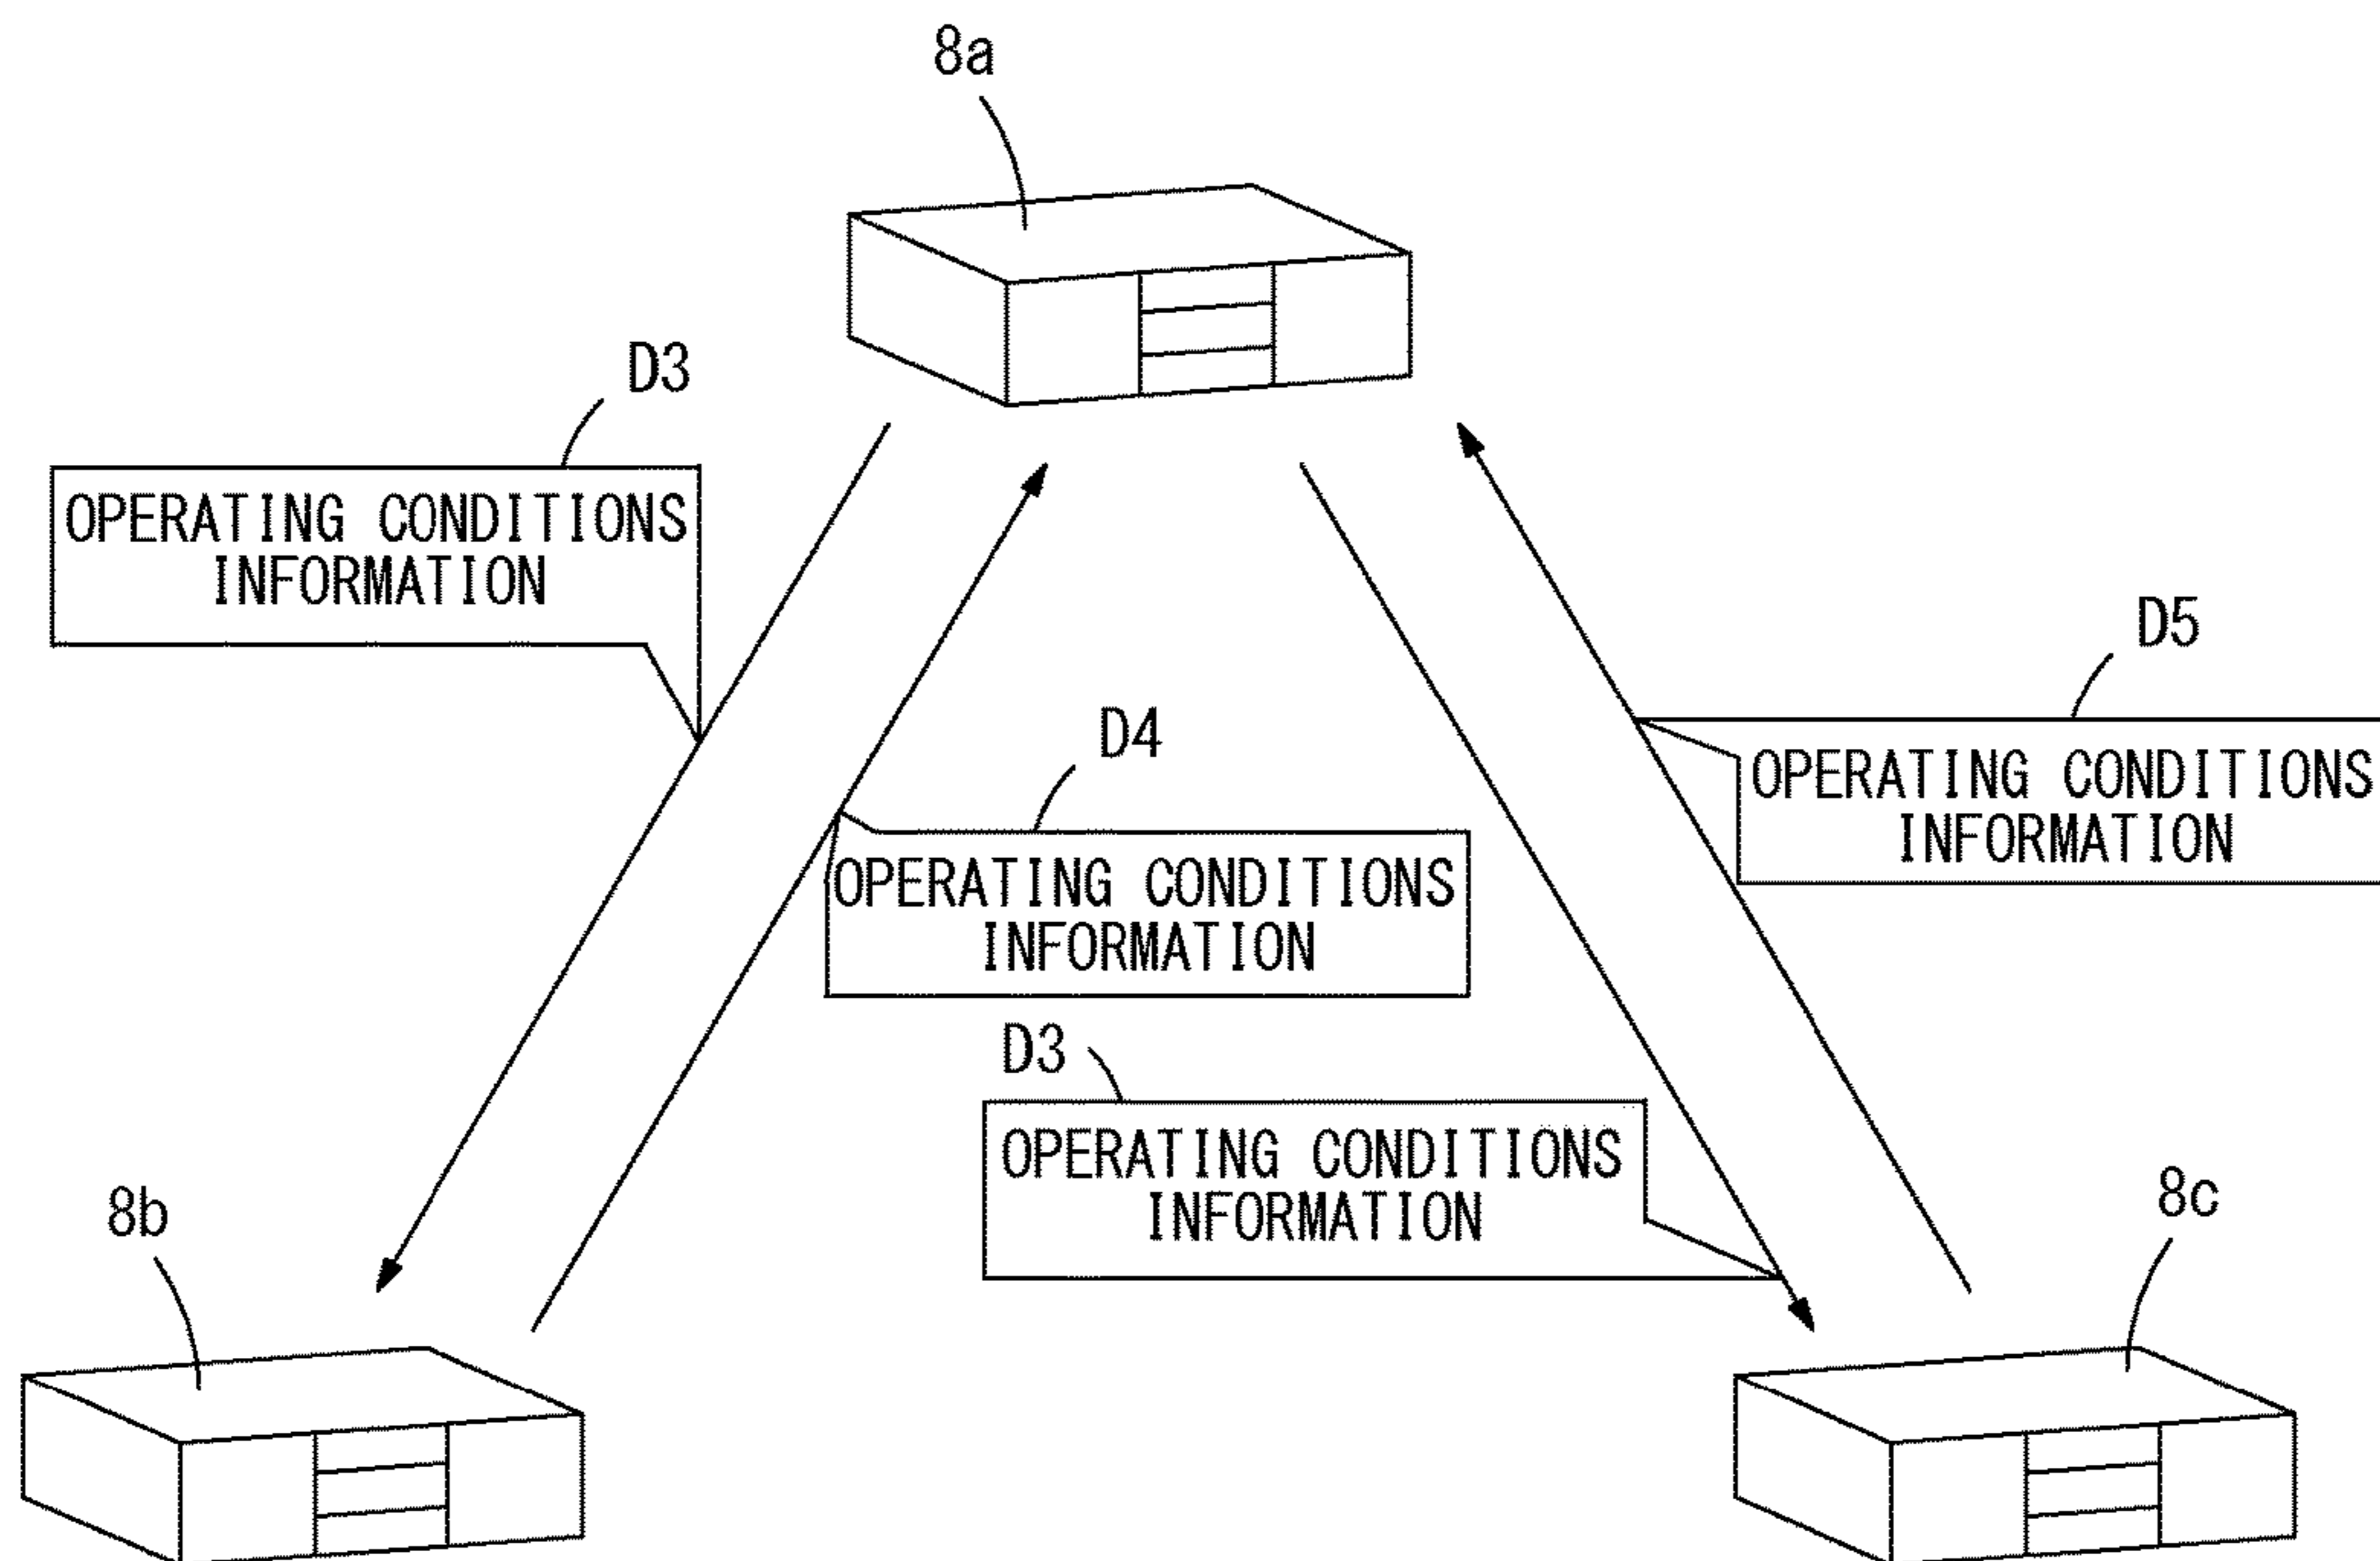 8a
D3
OPERATING CONDITIONS
INFORMATION
D5
OPERATING CONDITIONS
INFORMATION
D4
OPERATING CONDITIONS
INFORMATION
D3
OPERATING CONDITIONS
INFORMATION
8b
8c